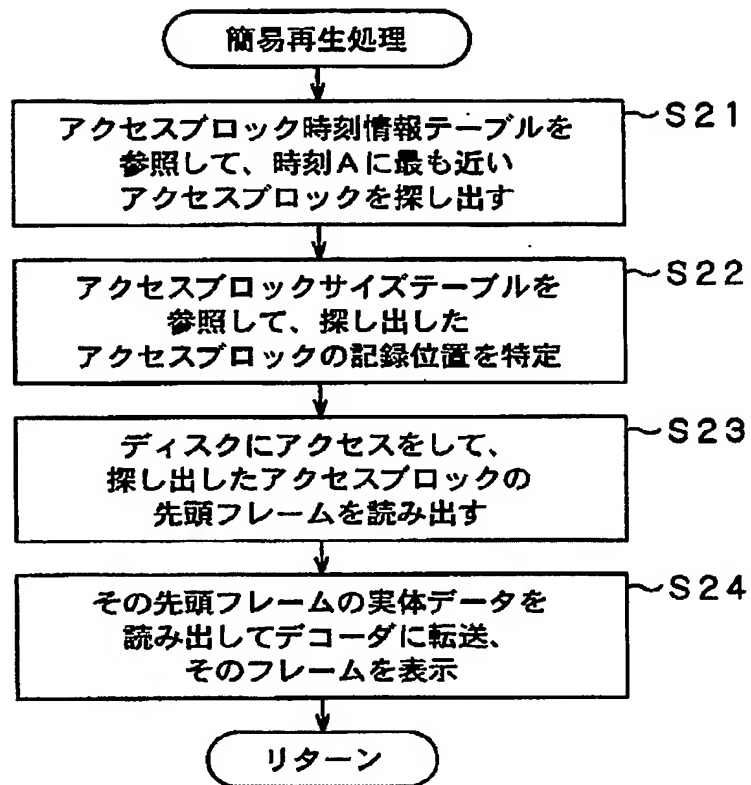 簡易再生処理
アクセスブロック時刻情報テーブルを
参照して、時刻Aに最も近い
アクセスブロックを探し出す
S21
アクセスブロックサイズテーブルを
参照して、探し出した
アクセスブロックの記録位置を特定
S22
ディスクにアクセスをして、
探し出したアクセスブロックの
先頭フレームを読み出す
S23
その先頭フレームの実体データを
読み出してデコーダに転送、
そのフレームを表示
S24
リターン